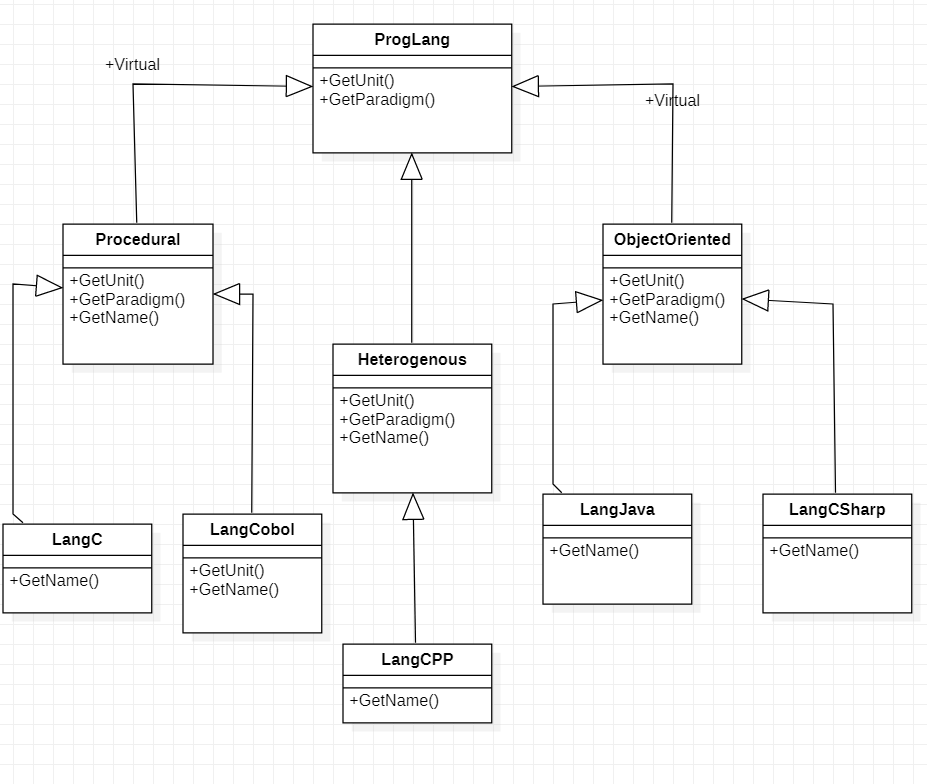 ProgLang
+GetUnit()
+GetParadigm()
+Virtual
+Virtual
Procedural
+GetUnit()
+GetParadigm()
+GetName()
ObjectOriented
+GetUnit()
+GetParadigm()
+GetName()
Heterogenous
+GetUnit()
+GetParadigm()
+GetName()
LangC
+GetName()
LangCobol
+GetUnit()
+GetName()
LangJava
+GetName()
LangCSharp
+GetName()
LangCPP
+GetName()